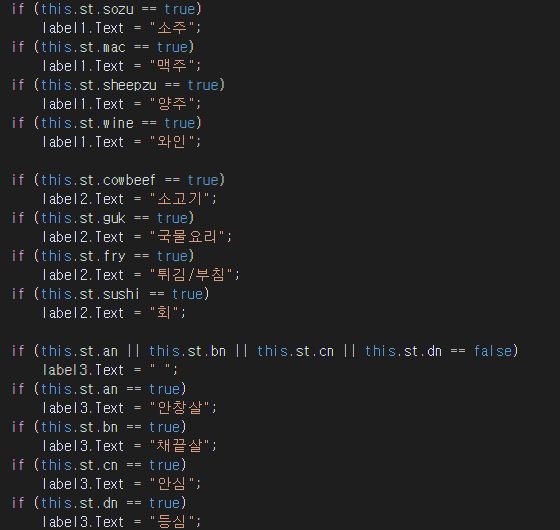 if (this.st.sozu == true)
label1.Text = "소주";
if (this.st.mac == true)
label1.Text = "맥주";
if (this.st.sheepzu == true)
label1.Text = "양주";
if (this.st.wine == true)
label1.Text = "와인";
if (this.st.cowbeef == true)
label2.Text = "소고기";
if (this.st.guk == true)
label2.Text = "국물요리";
if (this.st.fry == true)
label2.Text = "튀김/부침";
if (this.st.sushi == true)
label2.Text = "회";
if (this.st.an || this.st.bn || this.st.cn || this.st.dn == false)
label3.Text = " ";
if (this.st.an == true)
label3.Text = "안창살";
if (this.st.bn == true)
label3.Text = "채끝살";
if (this.st.cn == true)
label3.Text = "안심";
if (this.st.dn == true)
label3.Text = "등심";